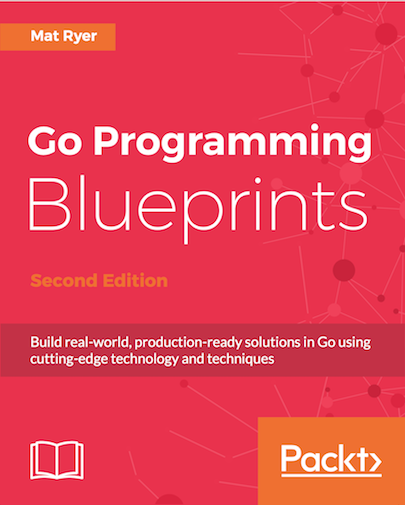 Mat Ryer
Go Programming
Blueprints
Second Edition
Build real-world, production-ready solutions in Go using
cutting-edge technology and techniques
Packt>